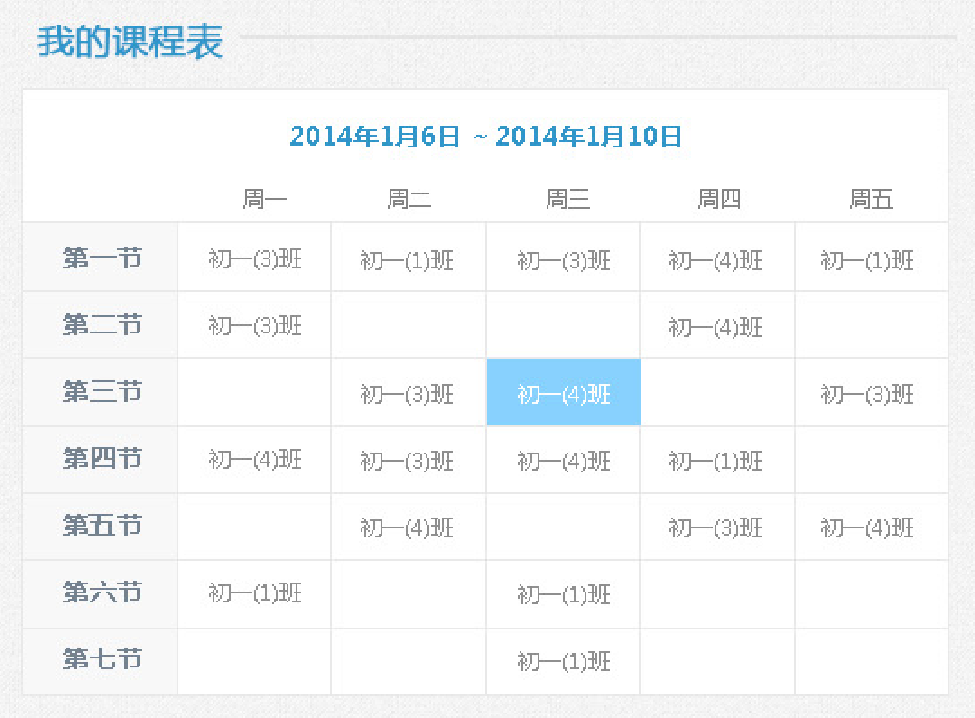 我的课程表
2014年1月6日 ~ 2014年1月10日
周一 周二 周三 周四 周五
第一节 初一(3)班 初一(1)班 初一(3)班 初一(4)班 初一(1)班
第二节 初一(3)班 初一(4)班
第三节 初一(3)班 初一(4)班 初一(3)班
第四节 初一(4)班 初一(3)班 初一(4)班 初一(1)班
第五节 初一(4)班 初一(3)班 初一(4)班
第六节 初一(1)班 初一(1)班
第七节 初一(1)班